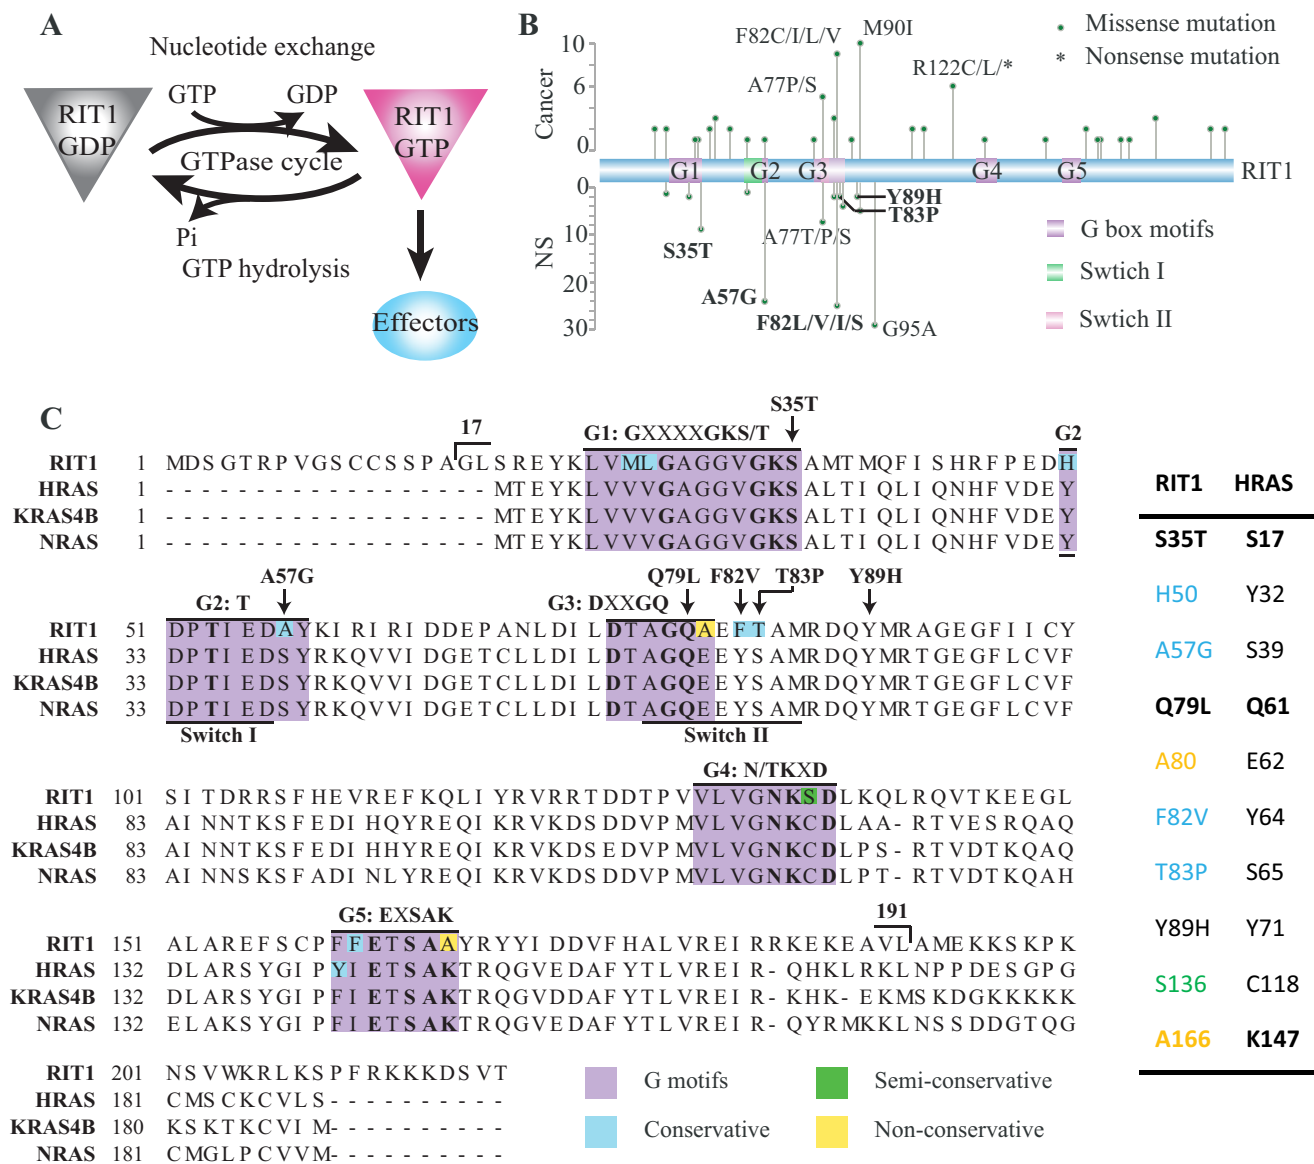 A
Nucleotide exchange
GTP
GDP
RIT1
GDP
GTPase cycle
RIT1
GTP
Pi
GTP hydrolysis
Effectors
B
Missense mutation
* Nonsense mutation
Cancer
10
6
0
F82C/I/L/V
M90I
A77P/S
R122C/L/*
G1
G2
G3
G4
G5
RIT1
NS
0
10
20
30
S35T
A57G
A77T/P/S
F82L/V/I/S
Y89H
T83P
G95A
G box motifs
Swtich I
Swtich II
C
17
G1: GXXXXGKS/T
S35T
G2
RIT1 1 MDSGTRPVGSCCSSPAGLSREYKLVMLGAGGVGKSAMTMQFISHRFPEDH
HRAS 1 - - - - - - - - - - - - - - - - - - MTEYKLVVVGAGGVGKSALTIQLIQNHFVDEY
KRAS4B 1 - - - - - - - - - - - - - - - - - - MTEYKLVVVGAGGVGKSALTIQLIQNHFVDEY
NRAS 1 - - - - - - - - - - - - - - - - - - MTEYKLVVVGAGGVGKSALTIQLIQNHFVDEY
A57G
Q79L F82V T83P Y89H
G2: T
G3: DXXGQ
RIT1 51 DPTIEDAYKIRIRIDDEPANLDILDTAGQAEFTAMRDQYMRAGEGFIICY
HRAS 33 DPTIEDSYRKQVVIDGETCLLDILDTAGQEEYSAMRDQYMRTGEGFLCVF
KRAS4B 33 DPTIEDSYRKQVVIDGETCLLDILDTAGQEEYSAMRDQYMRTGEGFLCVF
NRAS 33 DPTIEDSYRKQVVIDGETCLLDILDTAGQEEYSAMRDQYMRTGEGFLCVF
Switch I
Switch II
G4: N/TKXD
RIT1 101 SITDRRSFHEVREFKQLIYRVRRTDDTPVVLVGNKSDLKQLRQVTKEEGL
HRAS 83 AINNTKSFEDIHQYREQIKRVKDSDDVPMVLVGNKCDLAA-RTVESRQAQ
KRAS4B 83 AINNTKSFEDIHHYREQIKRVKDSEDVPMVLVGNKCDLPS-RTVDTKQAQ
NRAS 83 AINNSKSFADINLYREQIKRVKDSDDVPMVLVGNKCDLPT-RTVDTKQAH
G5: EXSAK
191
RIT1 151 ALAREFSCPFFETSAAYRYYIDDVFHALVREIRRKEKEAVLAMEKKSKPK
HRAS 132 DLARSYGIPYIETSAKTRQGVEDAFYTLVREIR-QHKLRKLNPPDESGPG
KRAS4B 132 DLARSYGIPFIETSAKTRQGVDDAFYTLVREIR-KHK-EKMSKDGKKKKK
NRAS 132 ELAKSYGIPFIETSAKTRQGVEDAFYTLVREIR-QYRMKKLNSSDDGTQG
RIT1 201 NSVWKRLKSPFRKKKDSVT
HRAS 181 CMSCKCVLS- - - - - - - - - -
KRAS4B 180 KSKTKCVIM- - - - - - - - - -
NRAS 181 CMGLPCVVM- - - - - - - - - -
G motifs
Conservative
Semi-conservative
Non-conservative
RIT1 HRAS
S35T S17
H50 Y32
A57G S39
Q79L Q61
A80 E62
F82V Y64
T83P S65
Y89H Y71
S136 C118
A166 K147